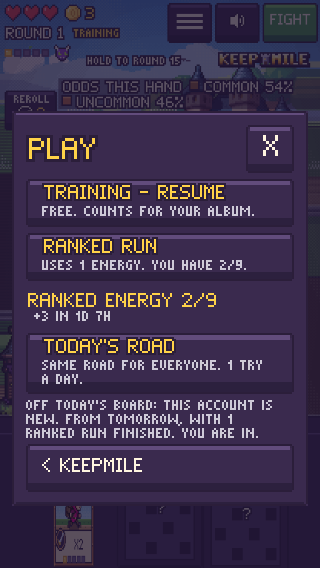 3
ROUND 1 TRAINING
FIGHT
HOLD TO ROUND 15
KEEP MILE
ODDS THIS HAND COMMON 54%
UNCOMMON 46%
REROLL
PLAY
X
TRAINING - RESUME
FREE. COUNTS FOR YOUR ALBUM.
RANKED RUN
USES 1 ENERGY. YOU HAVE 2/9.
RANKED ENERGY 2/9
+3 IN 1D 7H
TODAY'S ROAD
SAME ROAD FOR EVERYONE. 1 TRY
A DAY.
OFF TODAY'S BOARD: THIS ACCOUNT IS
NEW. FROM TOMORROW, WITH 1
RANKED RUN FINISHED. YOU ARE IN.
< KEEPMILE
? ?
X2